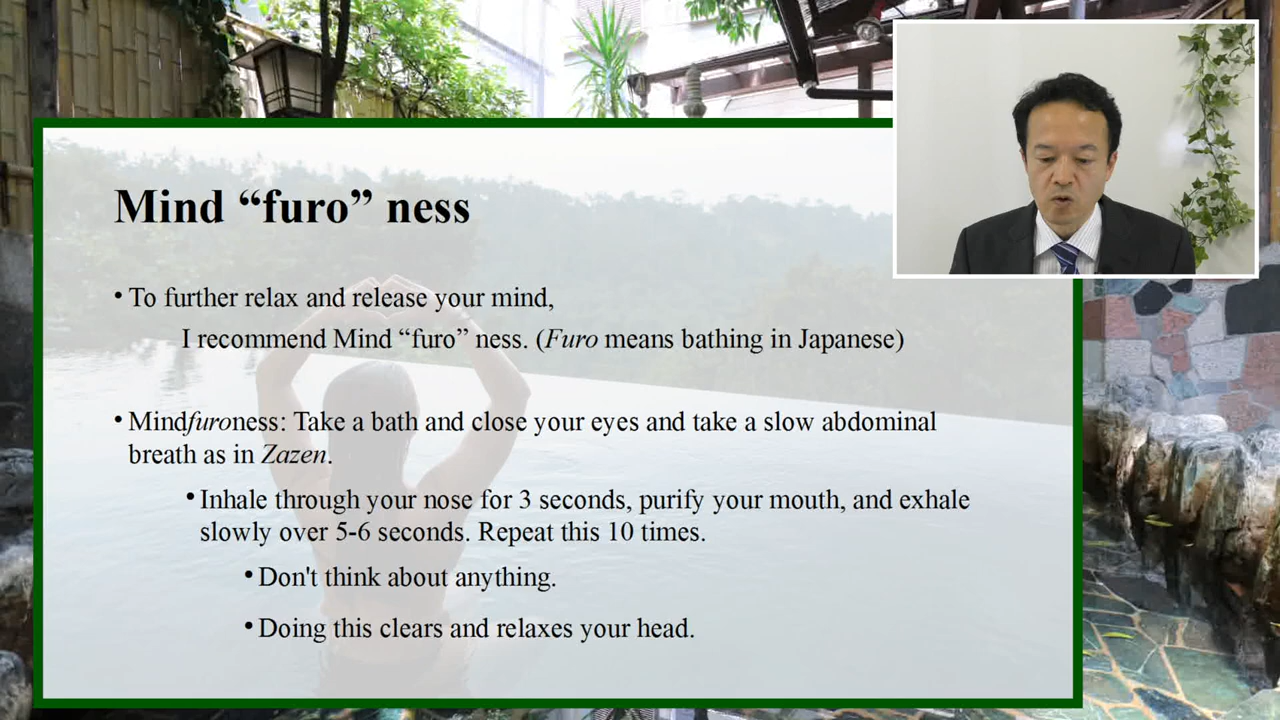 Mind “furo” ness
• To further relax and release your mind,
I recommend Mind “furo” ness. (Furo means bathing in Japanese)
• Mindfuroness: Take a bath and close your eyes and take a slow abdominal
breath as in Zazen.
• Inhale through your nose for 3 seconds, purify your mouth, and exhale
slowly over 5-6 seconds. Repeat this 10 times.
• Don't think about anything.
• Doing this clears and relaxes your head.